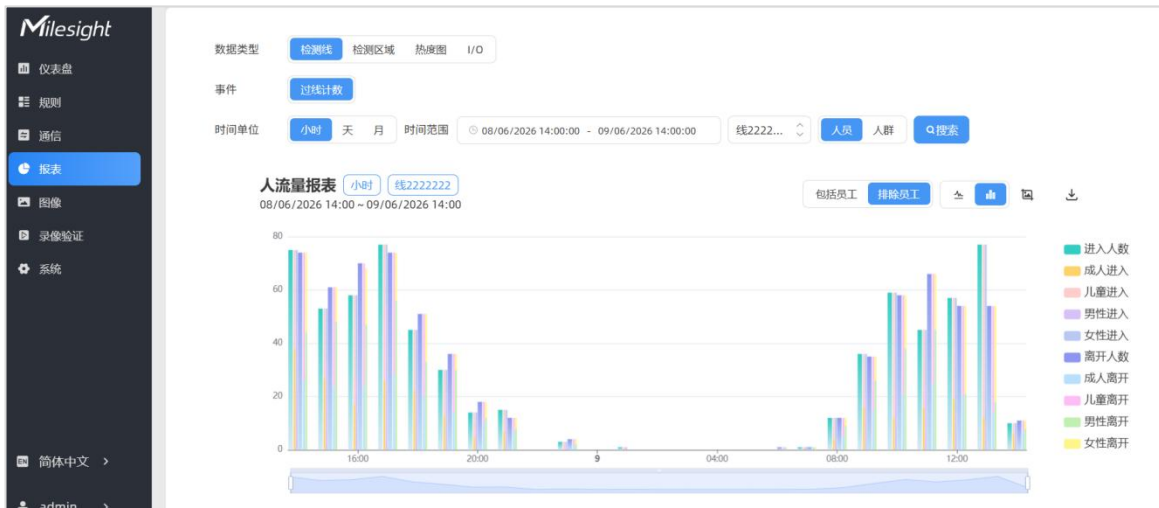 Milesight
仪表盘
规则
通信
报表
图像
录像验证
系统
EN 简体中文 >
admin >
数据类型 检测线 检测区域 热度图 I/O
事件 过线计数
时间单位 小时 天 月 时间范围 08/06/2026 14:00:00 - 09/06/2026 14:00:00 线2222... 人员 人群 搜索
人流量报表 小时 线2222222
08/06/2026 14:00 ~ 09/06/2026 14:00
包括员工 排除员工
80
60
40
20
0
16:00 20:00 9 04:00 08:00 12:00
进入人数
成人进入
儿童进入
男性进入
女性进入
离开人数
成人离开
儿童离开
男性离开
女性离开